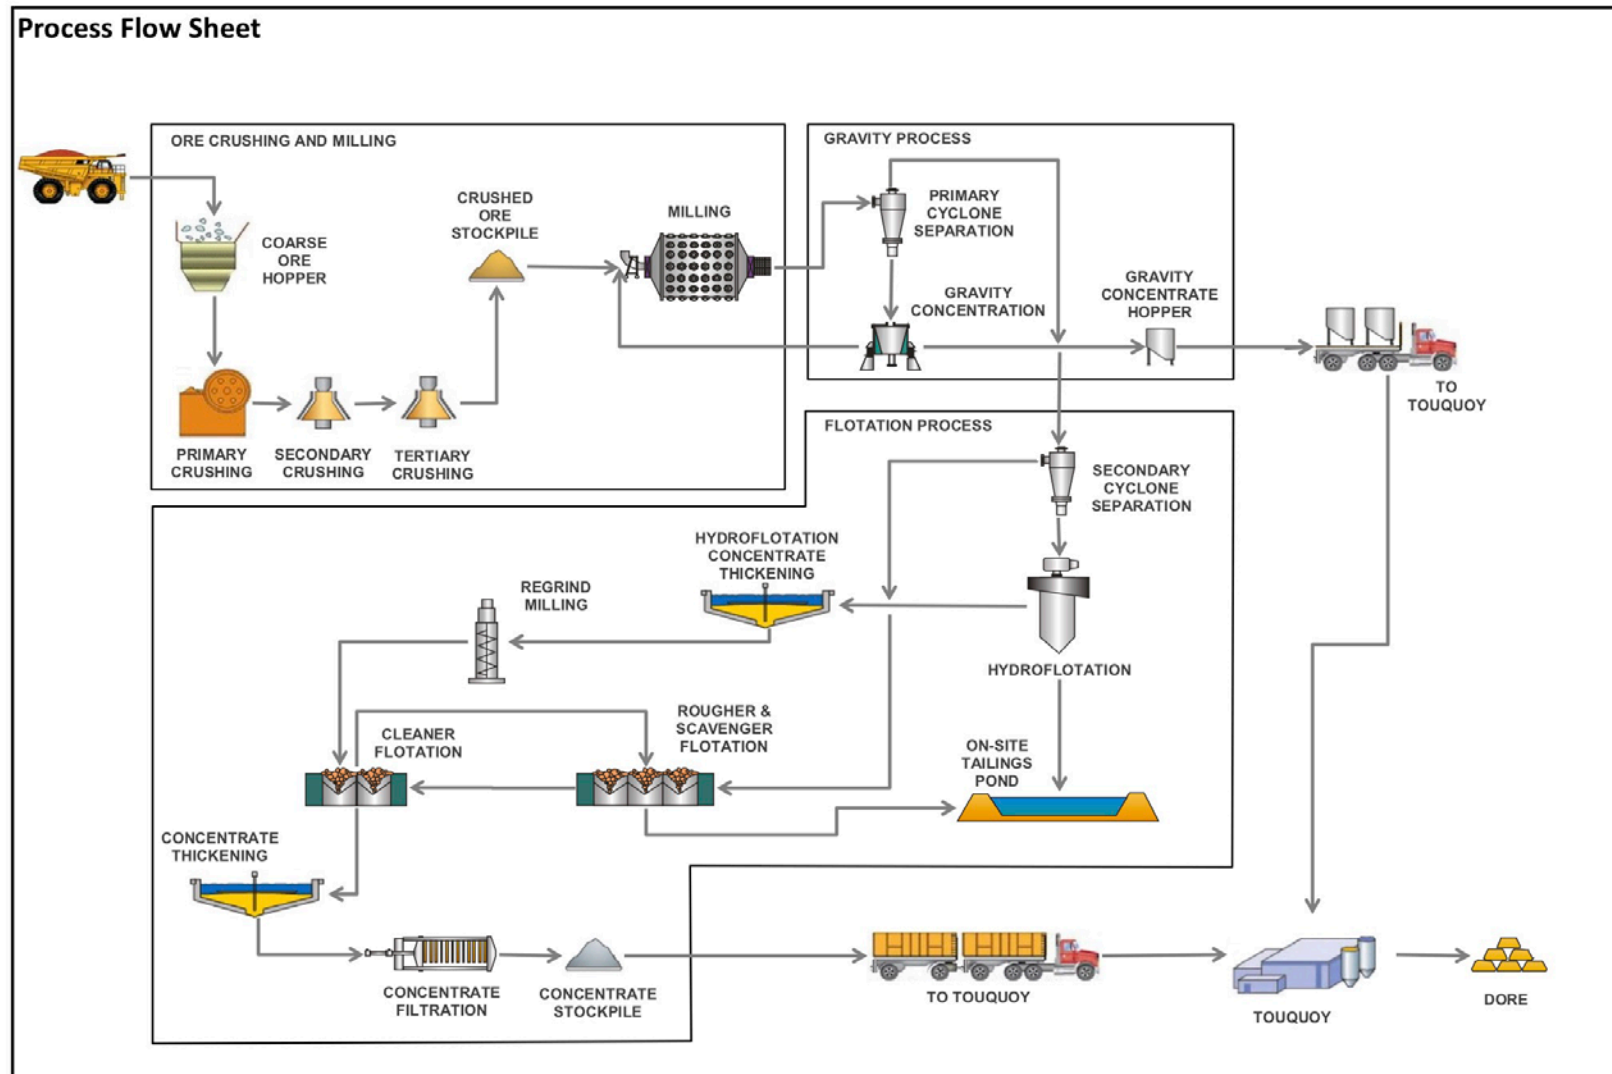 Process Flow Sheet
ORE CRUSHING AND MILLING
COARSE
ORE
HOPPER
CRUSHED
ORE
STOCKPILE
MILLING
PRIMARY
CRUSHING
SECONDARY
CRUSHING
TERTIARY
CRUSHING
GRAVITY PROCESS
PRIMARY
CYCLONE
SEPARATION
GRAVITY
CONCENTRATION
GRAVITY
CONCENTRATE
HOPPER
TO
TOUQUOY
FLOTATION PROCESS
SECONDARY
CYCLONE
SEPARATION
HYDROFLOTATION
CONCENTRATE
THICKENING
REGRIND
MILLING
HYDROFLOTATION
ROUGHER &
SCAVENGER
FLOTATION
CLEANER
FLOTATION
ON-SITE
TAILINGS
POND
CONCENTRATE
THICKENING
CONCENTRATE
FILTRATION
CONCENTRATE
STOCKPILE
TO TOUQUOY
TOUQUOY
DORE